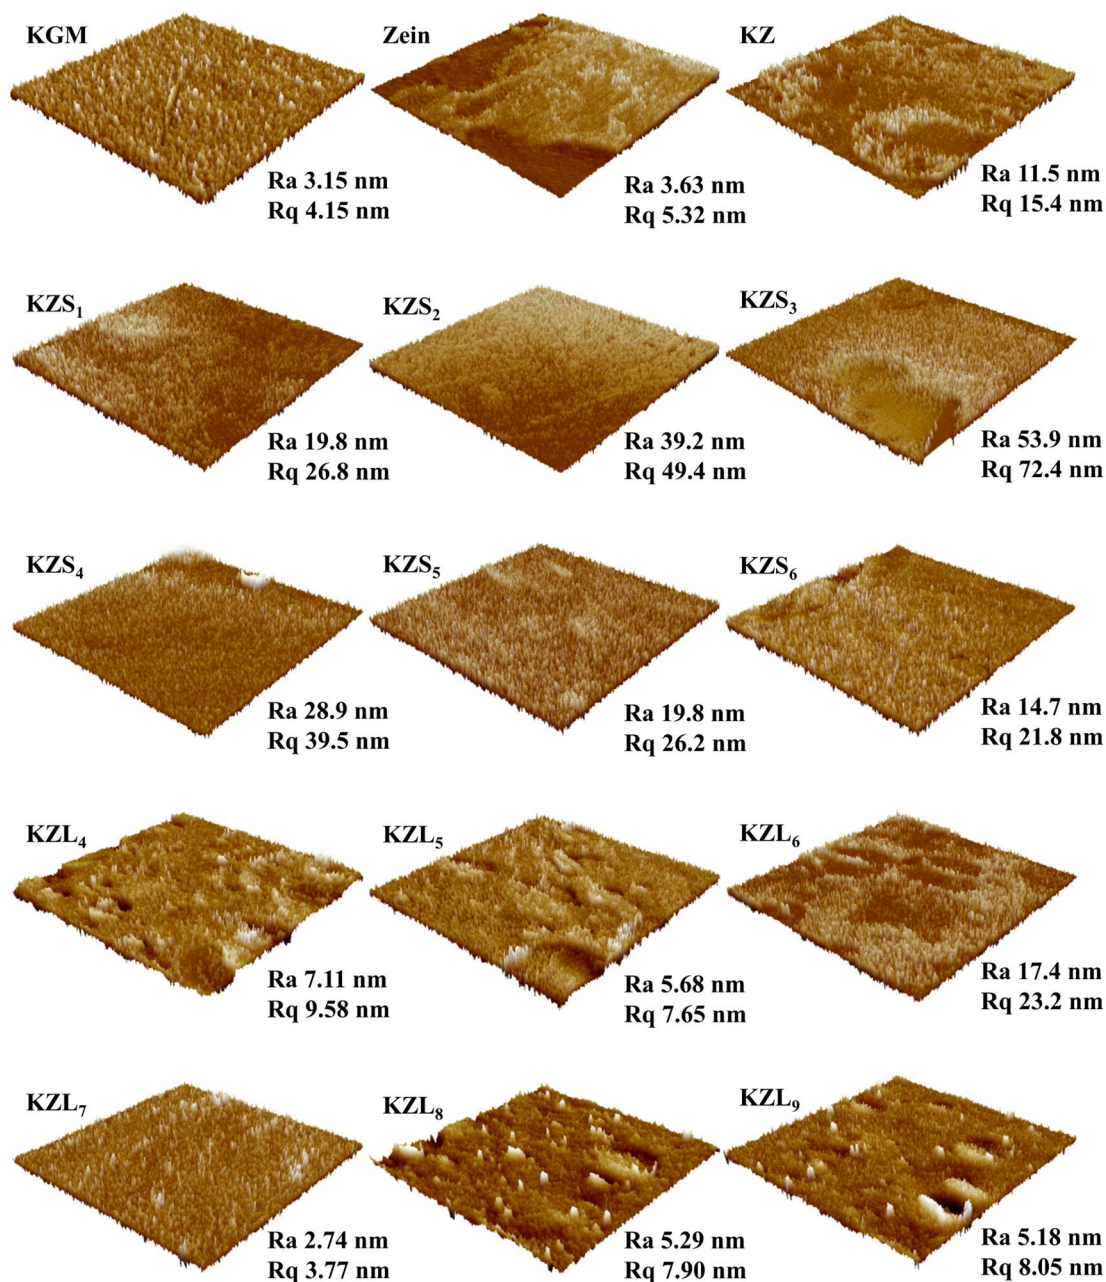 KGM
Ra 3.15 nm
Rq 4.15 nm
Zein
Ra 3.63 nm
Rq 5.32 nm
KZ
Ra 11.5 nm
Rq 15.4 nm
KZS₁
Ra 19.8 nm
Rq 26.8 nm
KZS₂
Ra 39.2 nm
Rq 49.4 nm
KZS₃
Ra 53.9 nm
Rq 72.4 nm
KZS₄
Ra 28.9 nm
Rq 39.5 nm
KZS₅
Ra 19.8 nm
Rq 26.2 nm
KZS₆
Ra 14.7 nm
Rq 21.8 nm
KZL₄
Ra 7.11 nm
Rq 9.58 nm
KZL₅
Ra 5.68 nm
Rq 7.65 nm
KZL₆
Ra 17.4 nm
Rq 23.2 nm
KZL₇
Ra 2.74 nm
Rq 3.77 nm
KZL₈
Ra 5.29 nm
Rq 7.90 nm
KZL₉
Ra 5.18 nm
Rq 8.05 nm